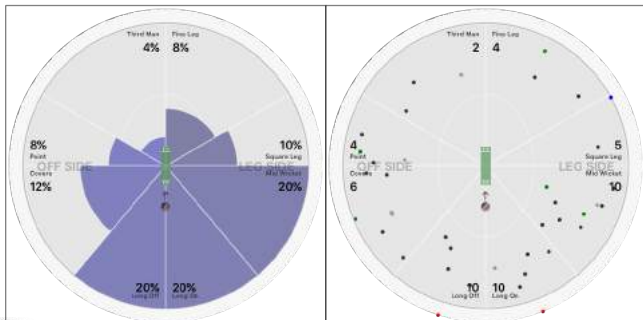 Third Man Fine Leg
4% 8%
8% 10%
Point Square Leg
OFF SIDE LEG SIDE
Covers Mid Wicket
12% 20%
20% 20%
Long Off Long On
Third Man Fine Leg
2 4
4 5
Point Square Leg
OFF SIDE LEG SIDE
Covers Mid Wicket
6 10
10 10
Long Off Long On